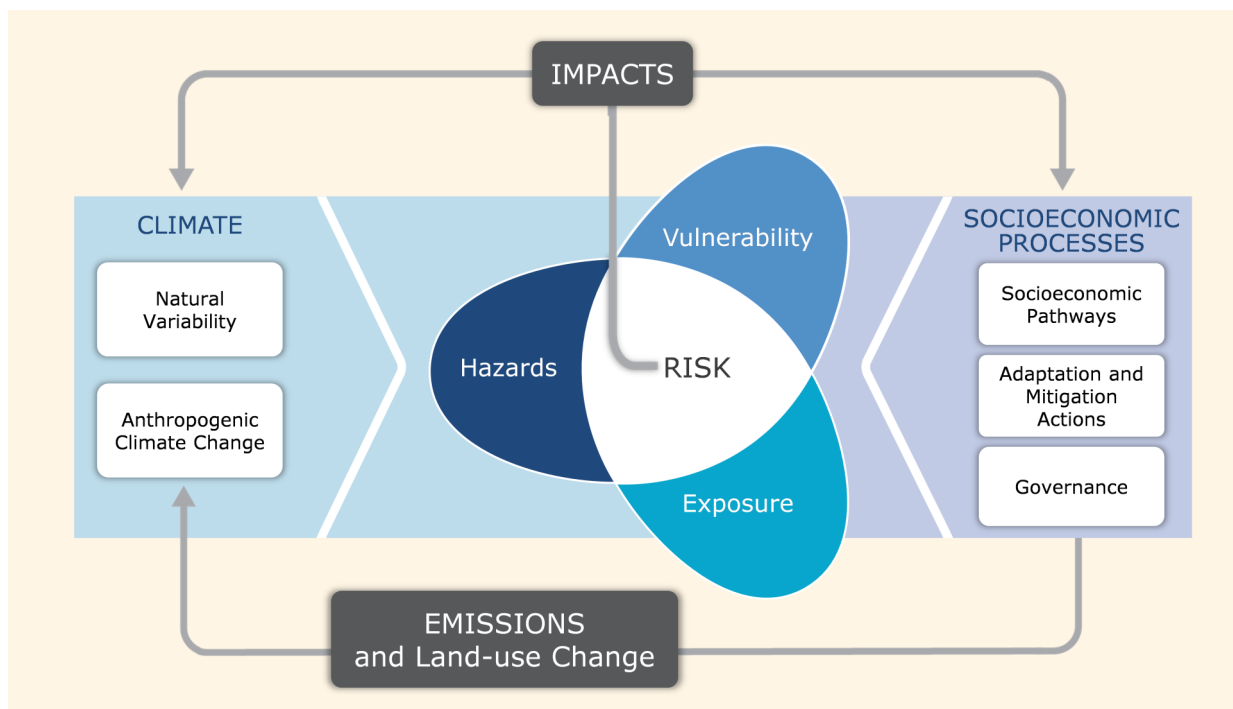 IMPACTS
CLIMATE
Natural
Variability
Anthropogenic
Climate Change
Vulnerability
Hazards
RISK
Exposure
SOCIOECONOMIC
PROCESSES
Socioeconomic
Pathways
Adaptation and
Mitigation
Actions
Governance
EMISSIONS
and Land-use Change